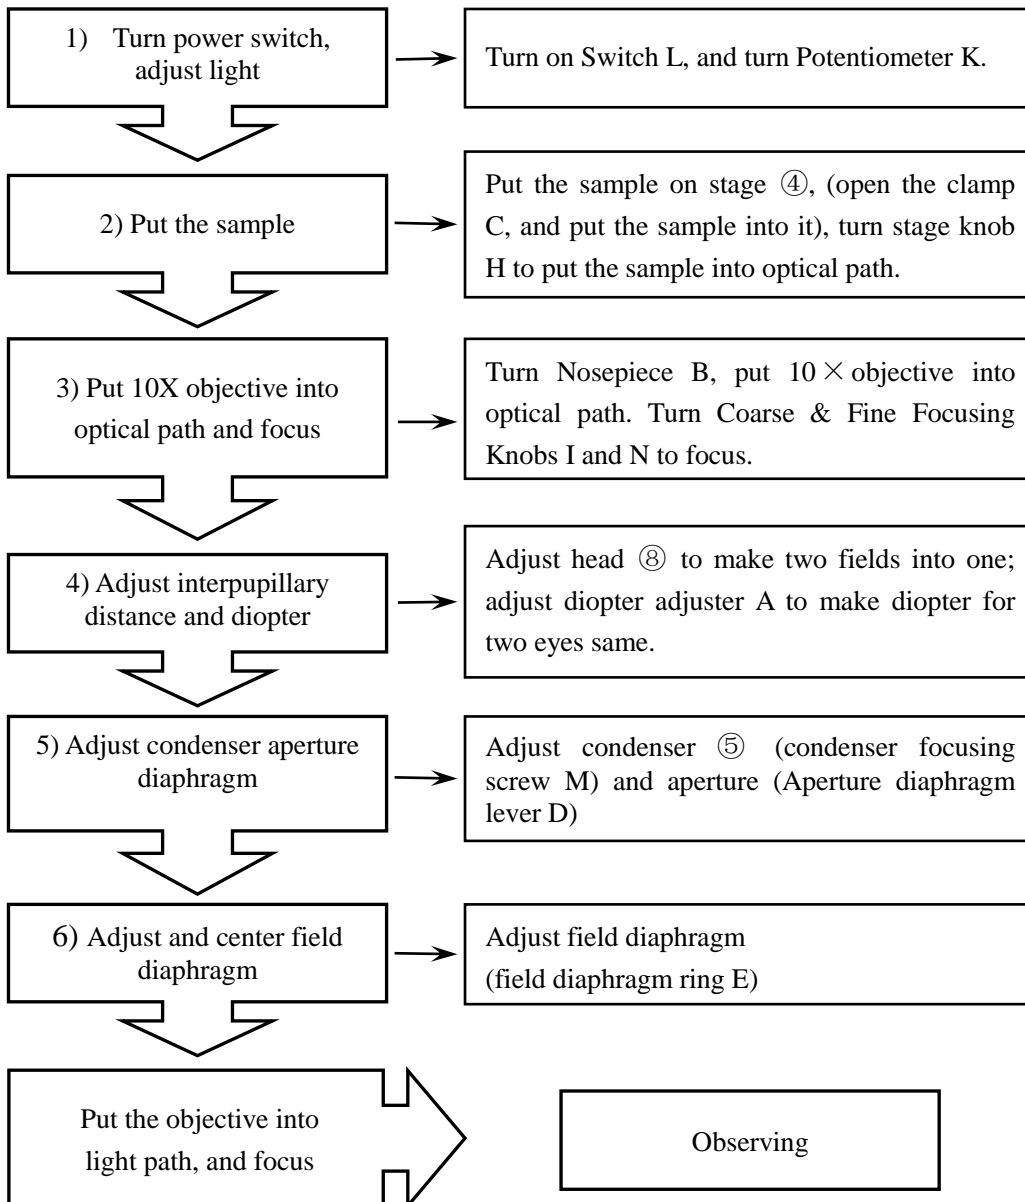 1) Turn power switch,
adjust light
Turn on Switch L, and turn Potentiometer K.
2) Put the sample
Put the sample on stage ④, (open the clamp
C, and put the sample into it), turn stage knob
H to put the sample into optical path.
3) Put 10X objective into
optical path and focus
Turn Nosepiece B, put 10×objective into
optical path. Turn Coarse & Fine Focusing
Knobs I and N to focus.
4) Adjust interpupillary
distance and diopter
Adjust head ⑧ to make two fields into one;
adjust diopter adjuster A to make diopter for
two eyes same.
5) Adjust condenser aperture
diaphragm
Adjust condenser ⑤ (condenser focusing
screw M) and aperture (Aperture diaphragm
lever D)
6) Adjust and center field
diaphragm
Adjust field diaphragm
(field diaphragm ring E)
Put the objective into
light path, and focus
Observing